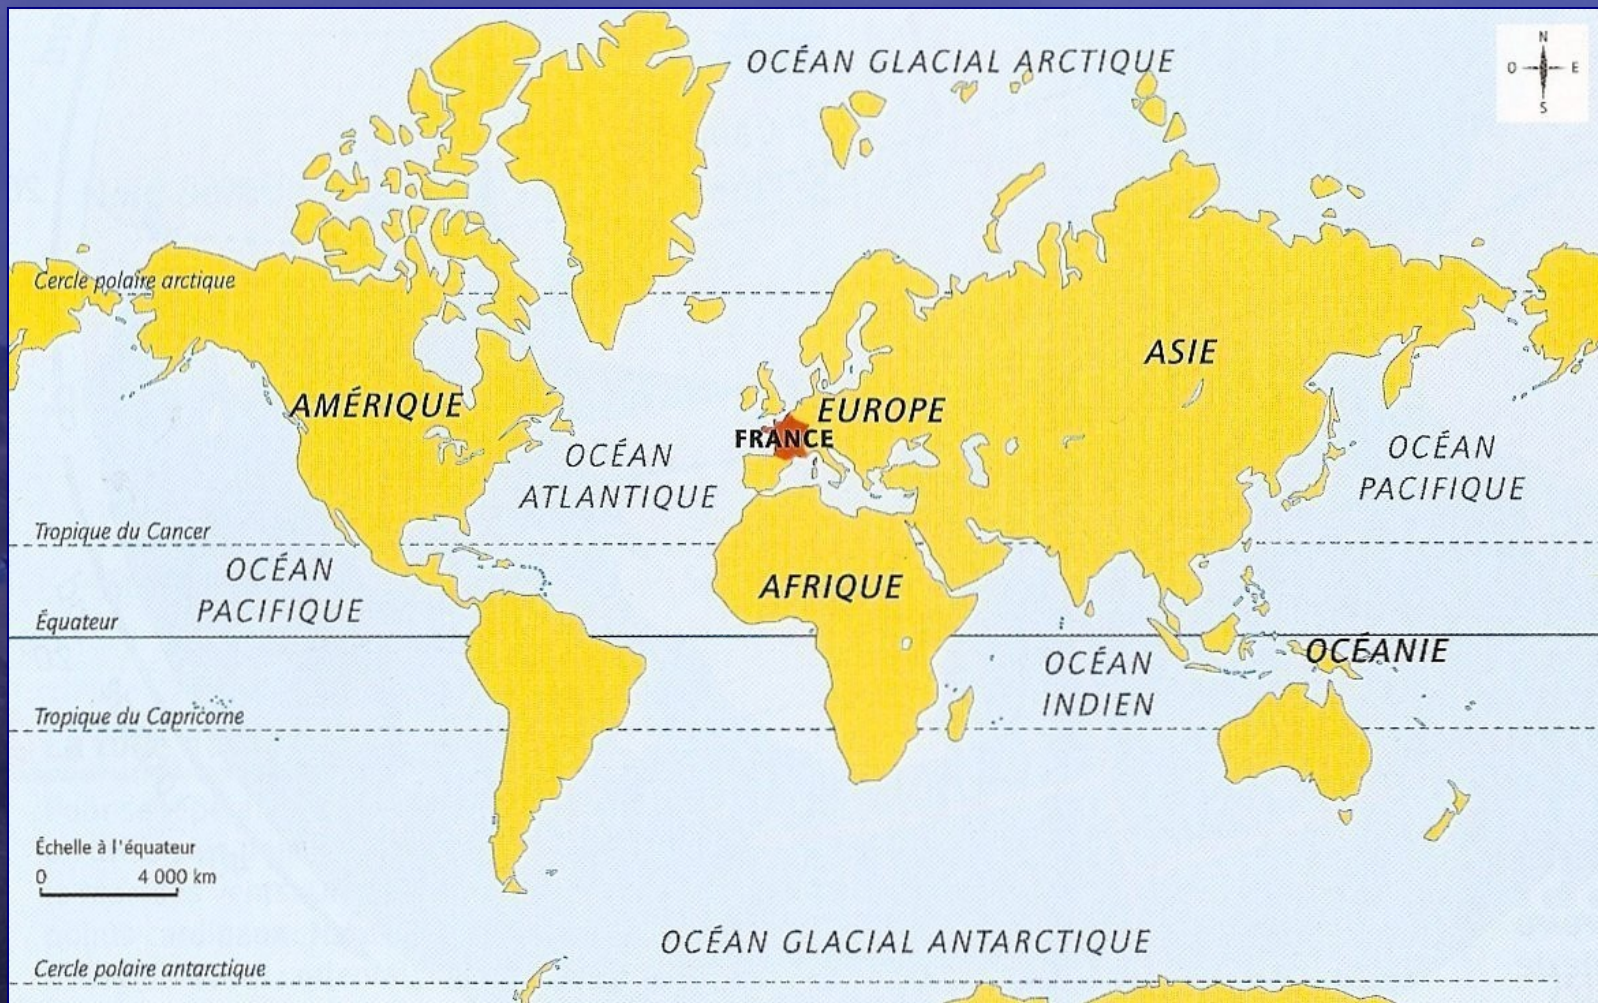 OCÉAN GLACIAL ARCTIQUE
N
O E
S
Cercle polaire arctique
ASIE
AMÉRIQUE
EUROPE
FRANCE
OCÉAN
ATLANTIQUE
OCÉAN
PACIFIQUE
Tropique du Cancer
OCÉAN
PACIFIQUE
AFRIQUE
Équateur
OCÉANIE
OCÉAN
INDIEN
Tropique du Capricorne
Échelle à l'équateur
0 4 000 km
OCÉAN GLACIAL ANTARCTIQUE
Cercle polaire antarctique